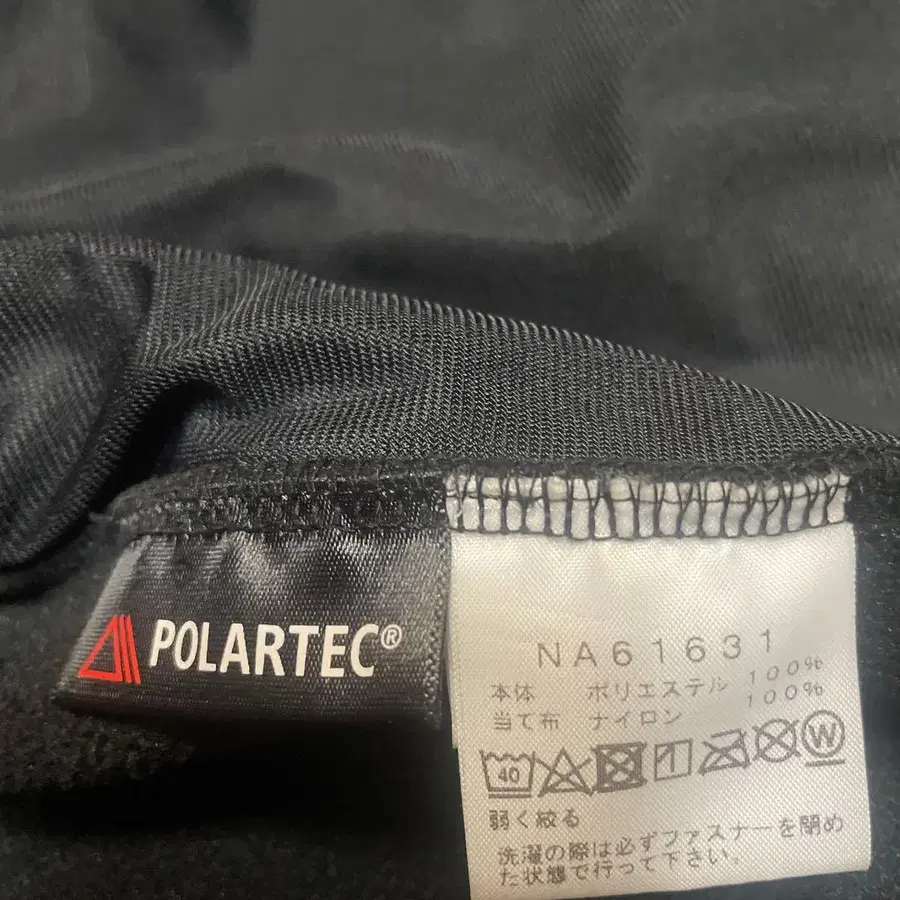 POLARTEC®
NA61631
本体 ポリエステル 100%
当て布 ナイロン 100%
40 W
弱く絞る
洗濯の際は必ずファスナーを閉め
た状態で行って下さい。